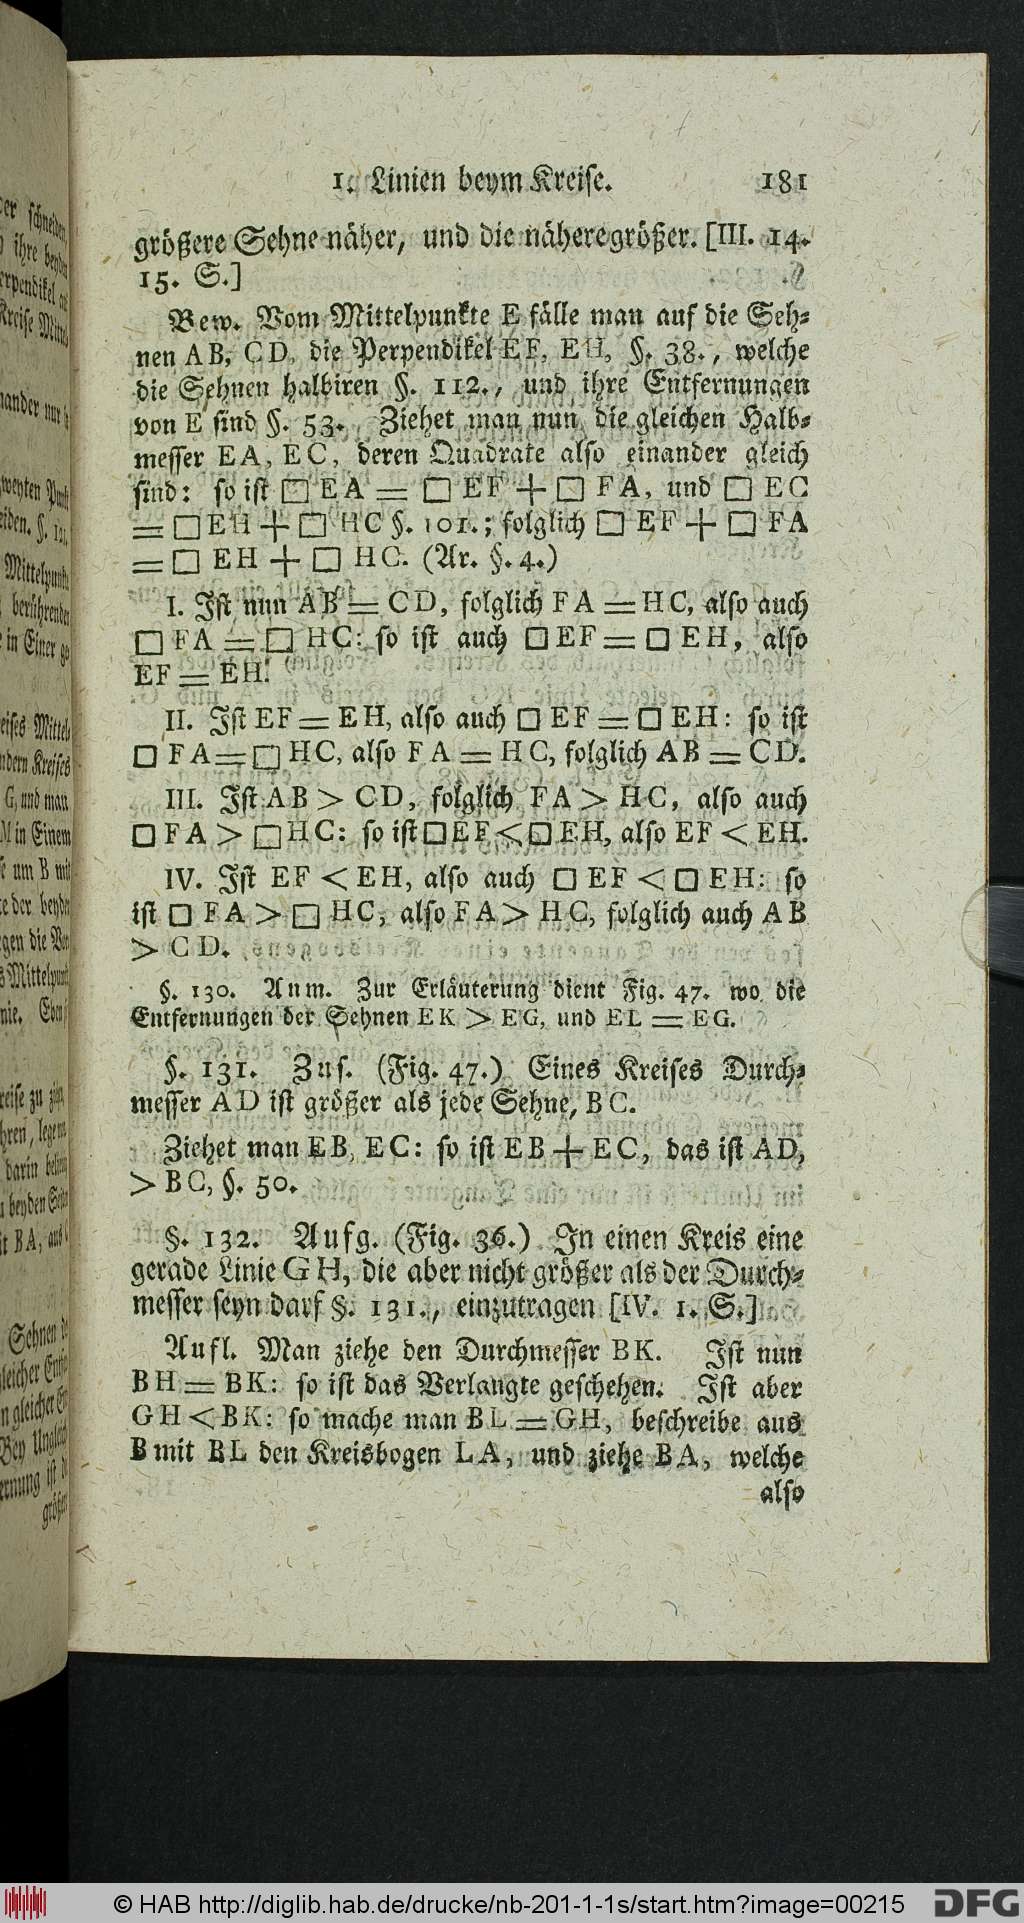 1. Linien beym Kreise. 181
größere Sehne näher, und die nähere größer. [III. 14.
15. S.]
Bew. Vom Mittelpunkte E fälle man auf die Seh-
nen AB, CD, die Perpendikel EF, EH, §. 38., welche
die Sehnen halbiren §. 112., und ihre Entfernungen
von E sind §. 53. Ziehet man nun die gleichen Halb-
messer EA, EC, deren Quadrate also einander gleich
sind: so ist □ EA = □ EF + □ FA, und □ EC
= □ EH + □ HC §. 101.; folglich □ EF + □ FA
= □ EH + □ HC. (Ar. §. 4.)
I. Ist nun AB = CD, folglich FA = HC, also auch
□ FA = □ HC: so ist auch □ EF = □ EH, also
EF = EH.
II. Ist EF = EH, also auch □ EF = □ EH: so ist
□ FA = □ HC, also FA = HC, folglich AB = CD.
III. Ist AB > CD, folglich FA > HC, also auch
□ FA > □ HC: so ist □ EF < □ EH, also EF < EH.
IV. Ist EF < EH, also auch □ EF < □ EH: so
ist □ FA > □ HC, also FA > HC, folglich auch AB
> CD.
§. 130. Anm. Zur Erläuterung dient Fig. 47. wo die
Entfernungen der Sehnen EK > EG, und EL = EG.
§. 131. Zus. (Fig. 47.) Eines Kreises Durch-
messer AD ist größer als jede Sehne, BC.
Ziehet man EB, EC: so ist EB + EC, das ist AD,
> BC, §. 50.
§. 132. Aufg. (Fig. 36.) In einen Kreis eine
gerade Linie GH, die aber nicht größer als der Durch-
messer seyn darf §. 131., einzutragen [IV. 1. S.]
Aufl. Man ziehe den Durchmesser BK. Ist nun
BH = BK: so ist das Verlangte geschehen. Ist aber
GH < BK: so mache man BL = GH, beschreibe aus
B mit BL den Kreisbogen LA, und ziehe BA, welche
also
© HAB http://diglib.hab.de/drucke/nb-201-1-1s/start.htm?image=00215
DFG